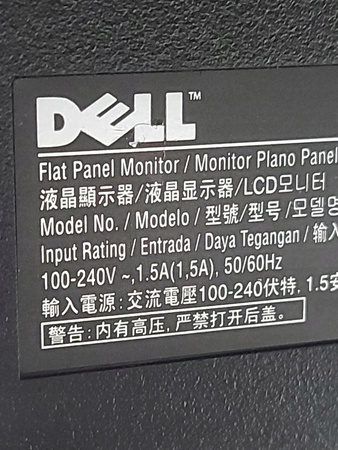 DELL™
Flat Panel Monitor / Monitor Plano Panel
液晶顯示器/液晶显示器/LCD모니터
Model No. / Modelo / 型號/型号 /모델명
Input Rating / Entrada / Daya Tegangan / 输入
100-240V ~,1.5A(1,5A), 50/60Hz
輸入電源: 交流電壓100-240伏特, 1.5安
警告: 内有高压, 严禁打开后盖.